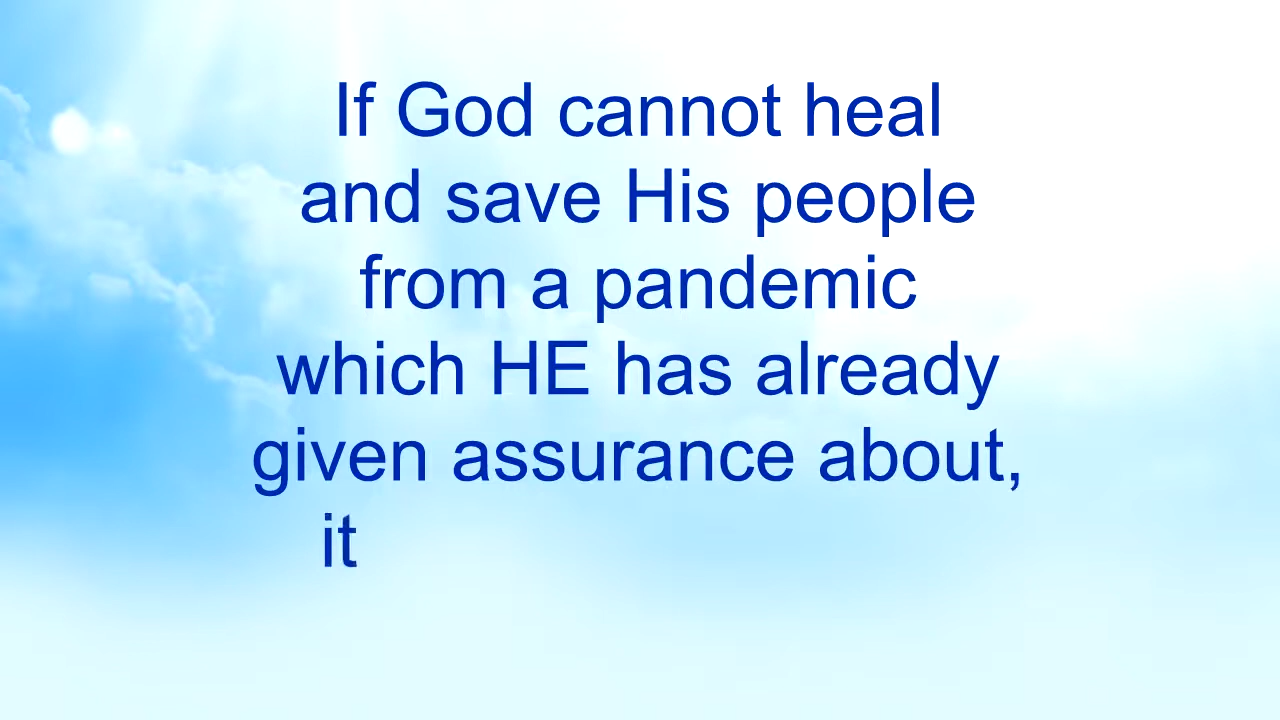 If God cannot heal
and save His people
from a pandemic
which HE has already
given assurance about,
it